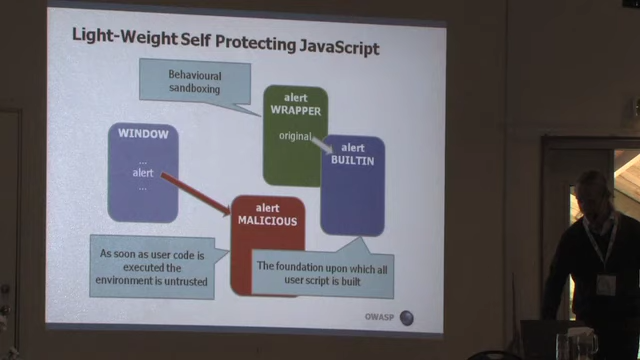 Light-Weight Self Protecting JavaScript
Behavioural
sandboxing
alert
WRAPPER
original
WINDOW
...
alert
...
alert
BUILTIN
alert
MALICIOUS
As soon as user code is
executed the
environment is untrusted
The foundation upon which all
user script is built
OWASP